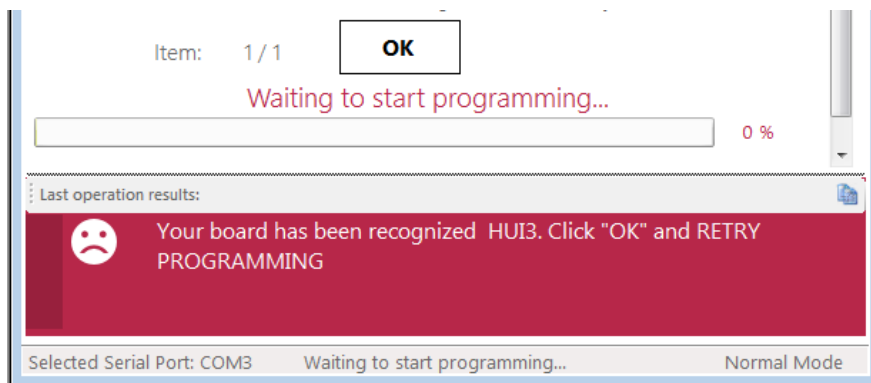 Item: 1 / 1 OK
Waiting to start programming...
0 %
Last operation results:
Your board has been recognized  HUI3. Click "OK" and RETRY
PROGRAMMING
Selected Serial Port: COM3 Waiting to start programming... Normal Mode